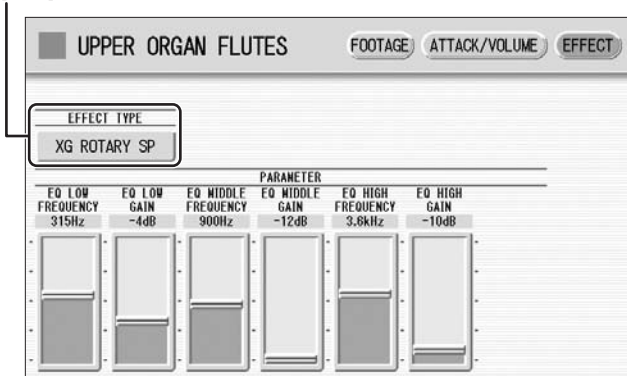 UPPER ORGAN FLUTES FOOTAGE ATTACK/VOLUME EFFECT
EFFECT TYPE
XG ROTARY SP
PARAMETER
EQ LOW FREQUENCY EQ LOW GAIN EQ MIDDLE FREQUENCY EQ MIDDLE GAIN EQ HIGH FREQUENCY EQ HIGH GAIN
315Hz -4dB 900Hz -12dB 3.6kHz -10dB